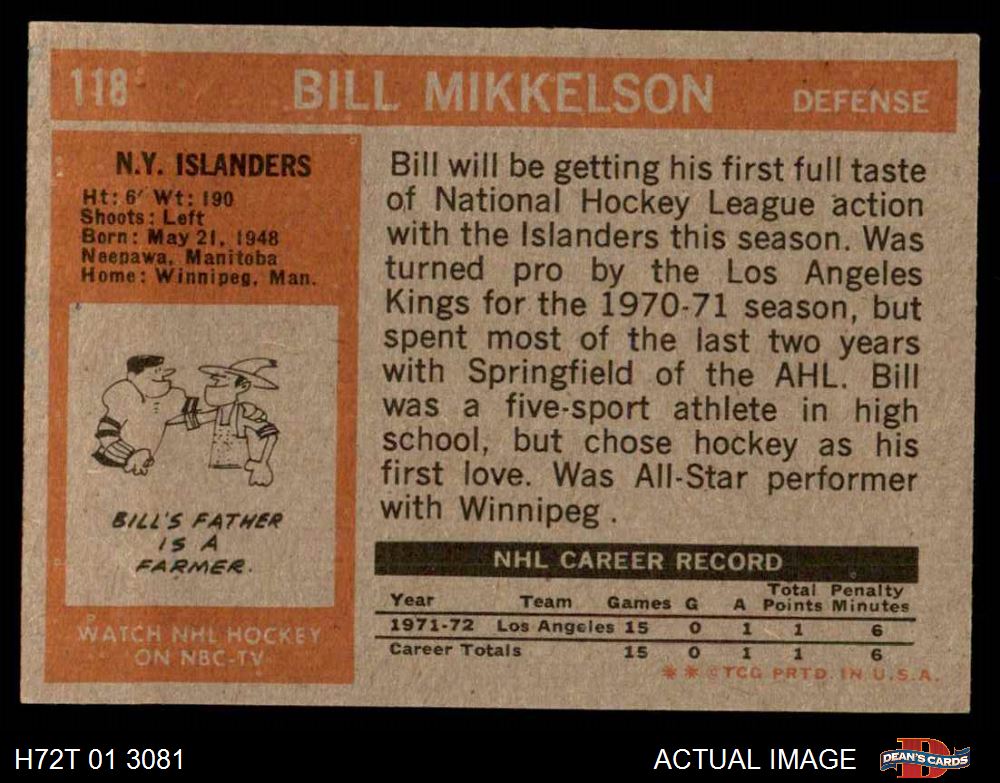 118 BILL MIKKELSON DEFENSE
N.Y. ISLANDERS
Ht: 6' Wt: 190
Shoots: Left
Born: May 21, 1948
Neepawa, Manitoba
Home: Winnipeg, Man.
BILL'S FATHER
IS A
FARMER.
WATCH NHL HOCKEY
ON NBC-TV
Bill will be getting his first full taste
of National Hockey League action
with the Islanders this season. Was
turned pro by the Los Angeles
Kings for the 1970-71 season, but
spent most of the last two years
with Springfield of the AHL. Bill
was a five-sport athlete in high
school, but chose hockey as his
first love. Was All-Star performer
with Winnipeg.
NHL CAREER RECORD
Year Team Games G A Total Points Penalty Minutes
1971-72 Los Angeles 15 0 1 1 6
Career Totals 15 0 1 1 6
** © TCG PRTD. IN U.S.A.
H72T 01 3081 ACTUAL IMAGE D DEAN'S CARDS